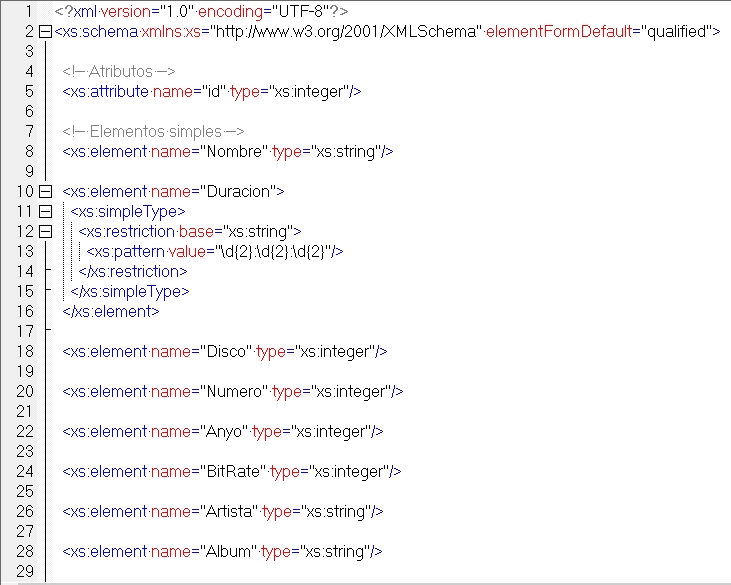 1 <?xml version="1.0" encoding="UTF-8"?>
2 <xs:schema xmlns:xs="http://www.w3.org/2001/XMLSchema" elementFormDefault="qualified">
3
4 <!-- Atributos -->
5 <xs:attribute name="id" type="xs:integer"/>
6
7 <!-- Elementos simples -->
8 <xs:element name="Nombre" type="xs:string"/>
9
10 <xs:element name="Duracion">
11 <xs:simpleType>
12 <xs:restriction base="xs:string">
13 <xs:pattern value="\d{2}:\d{2}:\d{2}"/>
14 </xs:restriction>
15 </xs:simpleType>
16 </xs:element>
17
18 <xs:element name="Disco" type="xs:integer"/>
19
20 <xs:element name="Numero" type="xs:integer"/>
21
22 <xs:element name="Anyo" type="xs:integer"/>
23
24 <xs:element name="BitRate" type="xs:integer"/>
25
26 <xs:element name="Artista" type="xs:string"/>
27
28 <xs:element name="Album" type="xs:string"/>
29